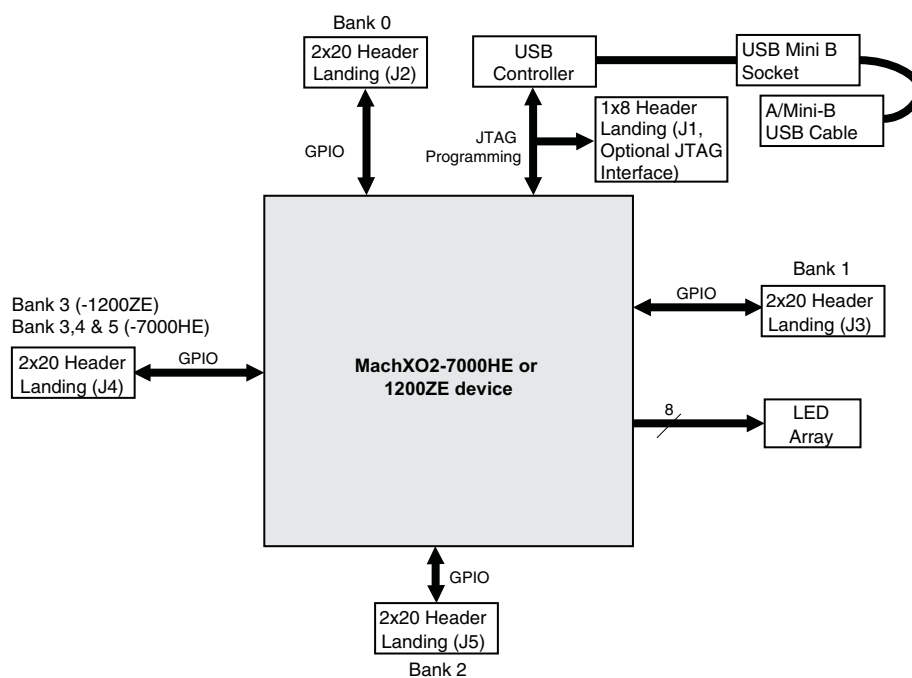 Bank 0
2x20 Header
Landing (J2)
GPIO
USB
Controller
USB Mini B
Socket
A/Mini-B
USB Cable
JTAG
Programming
1x8 Header
Landing (J1,
Optional JTAG
Interface)
Bank 1
GPIO
2x20 Header
Landing (J3)
Bank 3 (-1200ZE)
Bank 3,4 & 5 (-7000HE)
2x20 Header
Landing (J4)
GPIO
MachXO2-7000HE or
1200ZE device
8
LED
Array
GPIO
2x20 Header
Landing (J5)
Bank 2